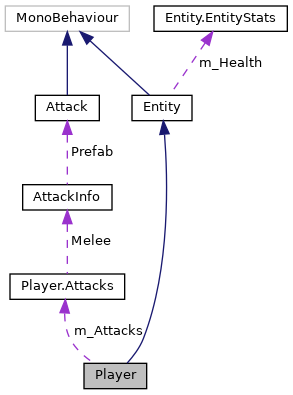 MonoBehaviour
Entity.EntityStats
m_Health
Attack
Entity
Prefab
AttackInfo
Melee
Player.Attacks
m_Attacks
Player